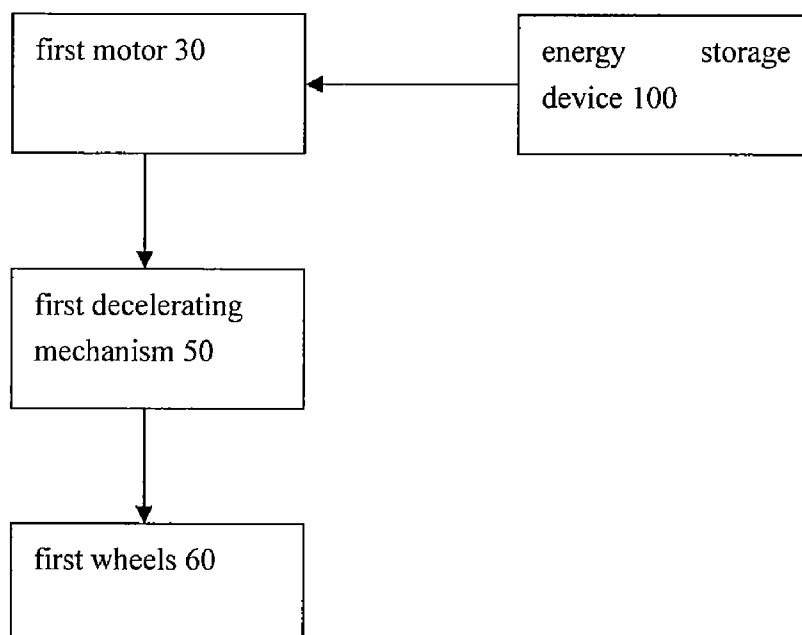 first motor 30
energy storage
device 100
first decelerating
mechanism 50
first wheels 60